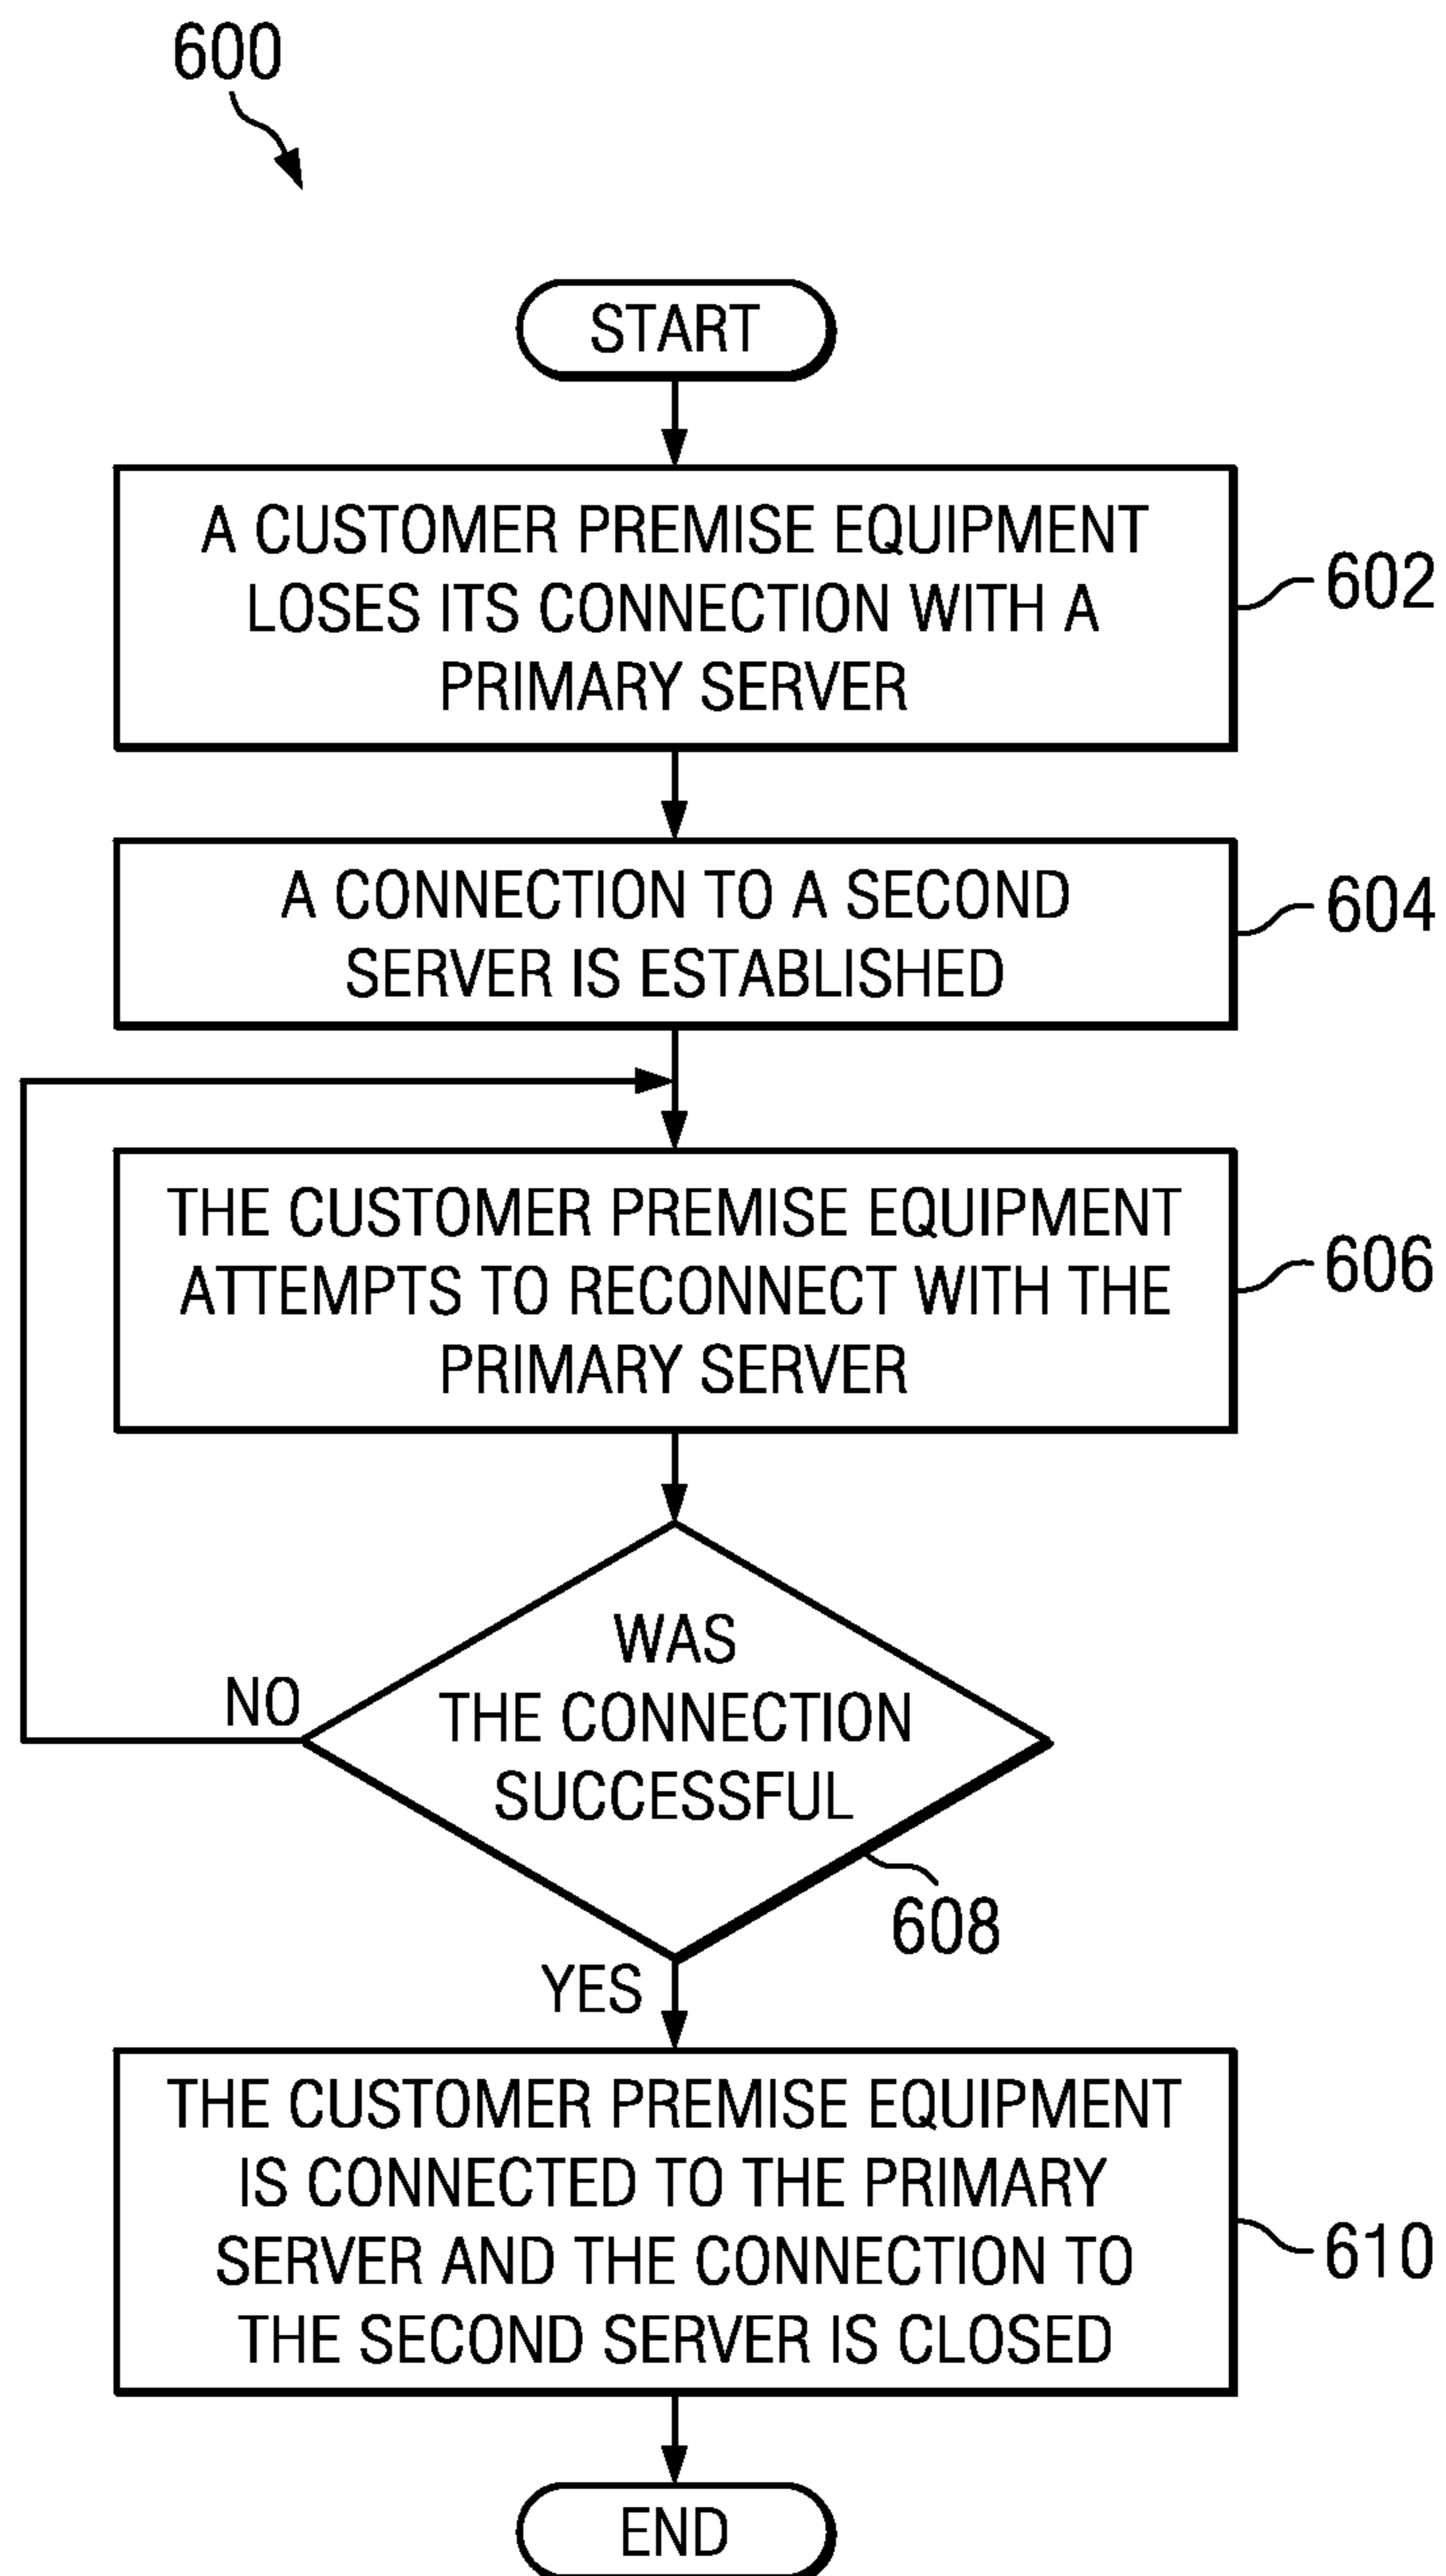 600
START
A CUSTOMER PREMISE EQUIPMENT
LOSES ITS CONNECTION WITH A
PRIMARY SERVER
602
A CONNECTION TO A SECOND
SERVER IS ESTABLISHED
604
THE CUSTOMER PREMISE EQUIPMENT
ATTEMPTS TO RECONNECT WITH THE
PRIMARY SERVER
606
WAS
THE CONNECTION
SUCCESSFUL
NO
608
YES
THE CUSTOMER PREMISE EQUIPMENT
IS CONNECTED TO THE PRIMARY
SERVER AND THE CONNECTION TO
THE SECOND SERVER IS CLOSED
610
END